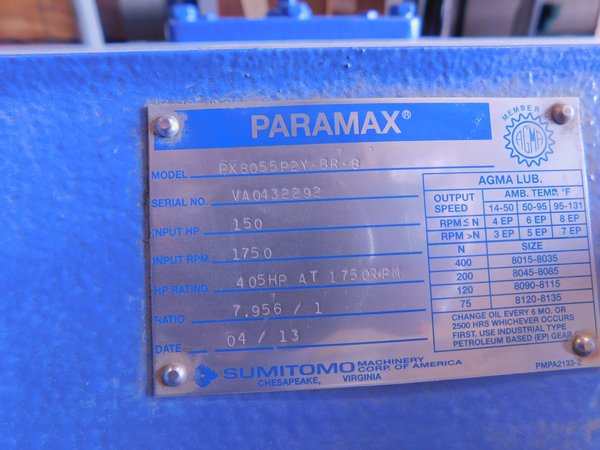 PARAMAX®
MEMBER
AGMA
MODEL PX8055P2Y-BR-8
SERIAL NO. VA0432292
INPUT HP 150
INPUT RPM 1750
HP RATING 405HP AT 1750RPM
RATIO 7.956 / 1
DATE 04 / 13
AGMA LUB.
OUTPUT SPEED AMB. TEMP. °F
14-50 50-95 95-131
RPM ≤ N 4 EP 6 EP 8 EP
RPM > N 3 EP 5 EP 7 EP
N SIZE
400 8015-8035
200 8045-8085
120 8090-8115
75 8120-8135
CHANGE OIL EVERY 6 MO. OR
2500 HRS WHICHEVER OCCURS
FIRST. USE INDUSTRIAL TYPE
PETROLEUM BASED (EP) GEAR
SUMITOMO MACHINERY CORP. OF AMERICA
CHESAPEAKE, VIRGINIA
PMPA2133-2